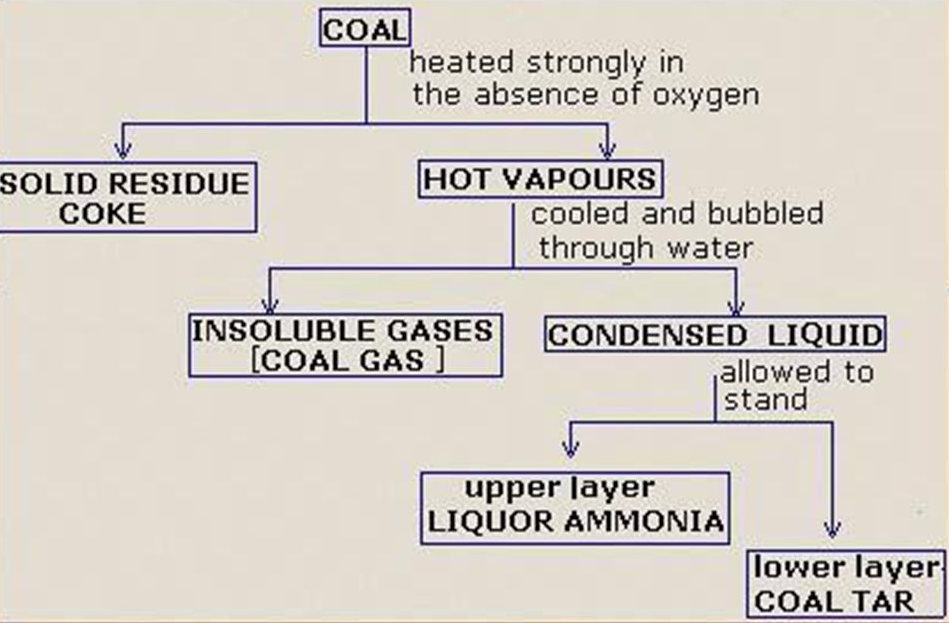 COAL
heated strongly in
the absence of oxygen
SOLID RESIDUE
COKE
HOT VAPOURS
cooled and bubbled
through water
INSOLUBLE GASES
[COAL GAS ]
CONDENSED LIQUID
allowed to
stand
upper layer
LIQUOR AMMONIA
lower layer
COAL TAR